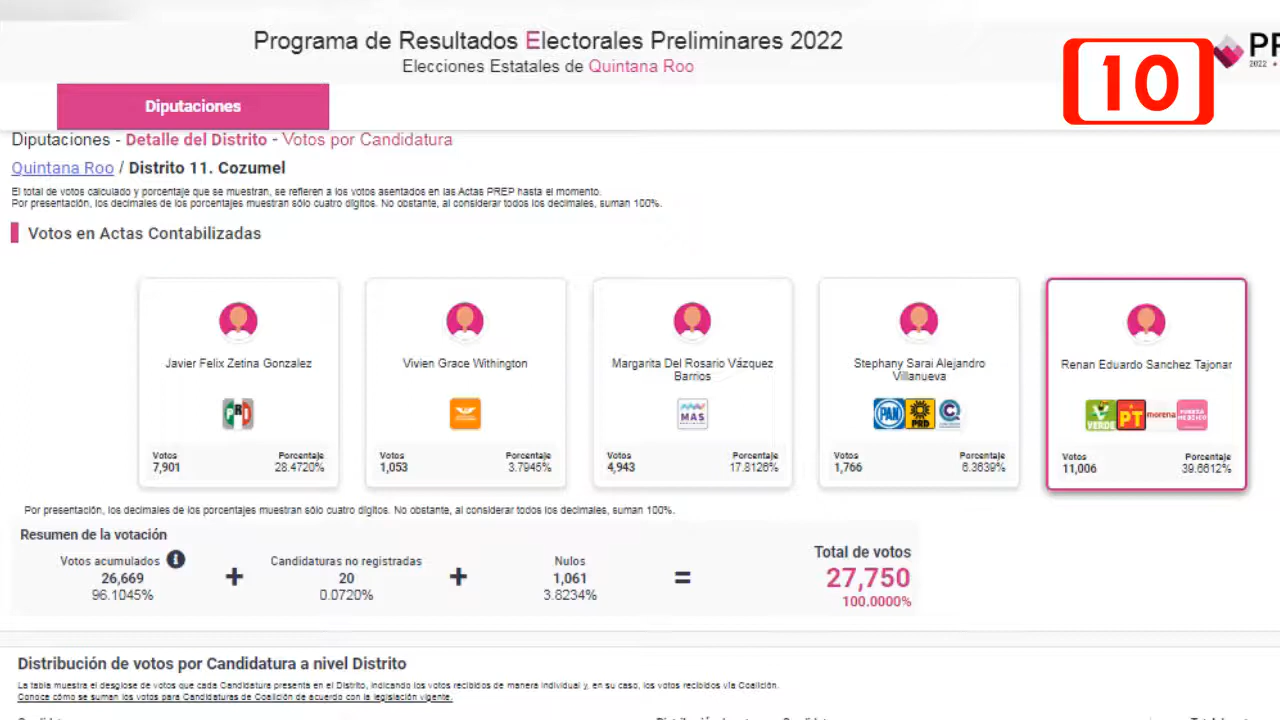 Programa de Resultados Electorales Preliminares 2022
Elecciones Estatales de Quintana Roo
10
2022
Diputaciones
Diputaciones - Detalle del Distrito - Votos por Candidatura
Quintana Roo / Distrito 11. Cozumel
El total de votos calculado y porcentaje que se muestran, se refieren a los votos asentados en las Actas PREP hasta el momento.
Por presentación, los decimales de los porcentajes muestran sólo cuatro dígitos. No obstante, al considerar todos los decimales, suman 100%.
Votos en Actas Contabilizadas
Javier Felix Zetina Gonzalez
PRD
Votos Porcentaje
7,901 28.4720%
Vivien Grace Withington
Votos Porcentaje
1,053 3.7945%
Margarita Del Rosario Vázquez
Barrios
MAS
Votos Porcentaje
4,943 17.8126%
Stephany Sarai Alejandro
Villanueva
PAN PRD
Votos Porcentaje
1,766 6.3639%
Renan Eduardo Sanchez Tajonar
VERDE PT morena FUERZA MEXICO
Votos Porcentaje
11,006 39.6612%
Por presentación, los decimales de los porcentajes muestran sólo cuatro dígitos. No obstante, al considerar todos los decimales, suman 100%.
Resumen de la votación
Votos acumulados i
26,669
96.1045%
+
Candidaturas no registradas
20
0.0720%
+
Nulos
1,061
3.8234%
=
Total de votos
27,750
100.0000%
Distribución de votos por Candidatura a nivel Distrito
La tabla muestra el desglose de votos que cada Candidatura presenta en el Distrito, indicando los votos recibidos de manera individual y, en su caso, los votos recibidos vía Coalición.
Conoce cómo se suman los votos para Candidaturas de Coalición de acuerdo con la legislación vigente.